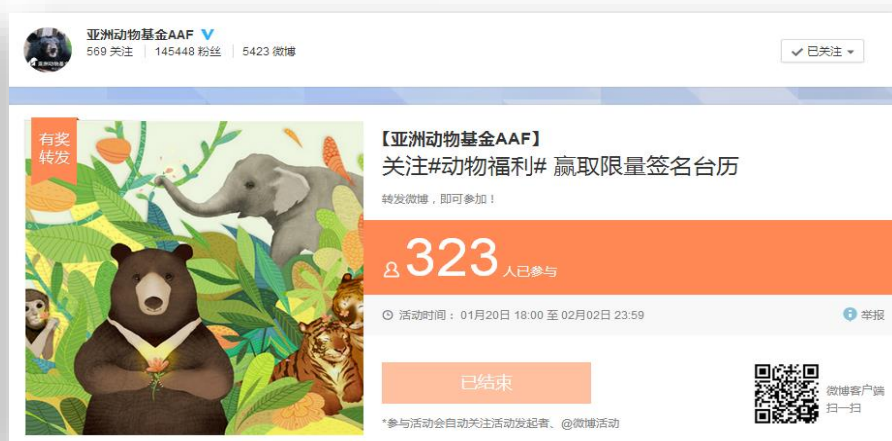 亚洲动物基金AAF
569 关注 145448 粉丝 5423 微博
已关注
有奖
转发
【亚洲动物基金AAF】
关注#动物福利# 赢取限量签名台历
转发微博，即可参加！
323 人已参与
活动时间： 01月20日 18:00 至 02月02日 23:59
举报
已结束
微博客户端
扫一扫
*参与活动会自动关注活动发起者、@微博活动